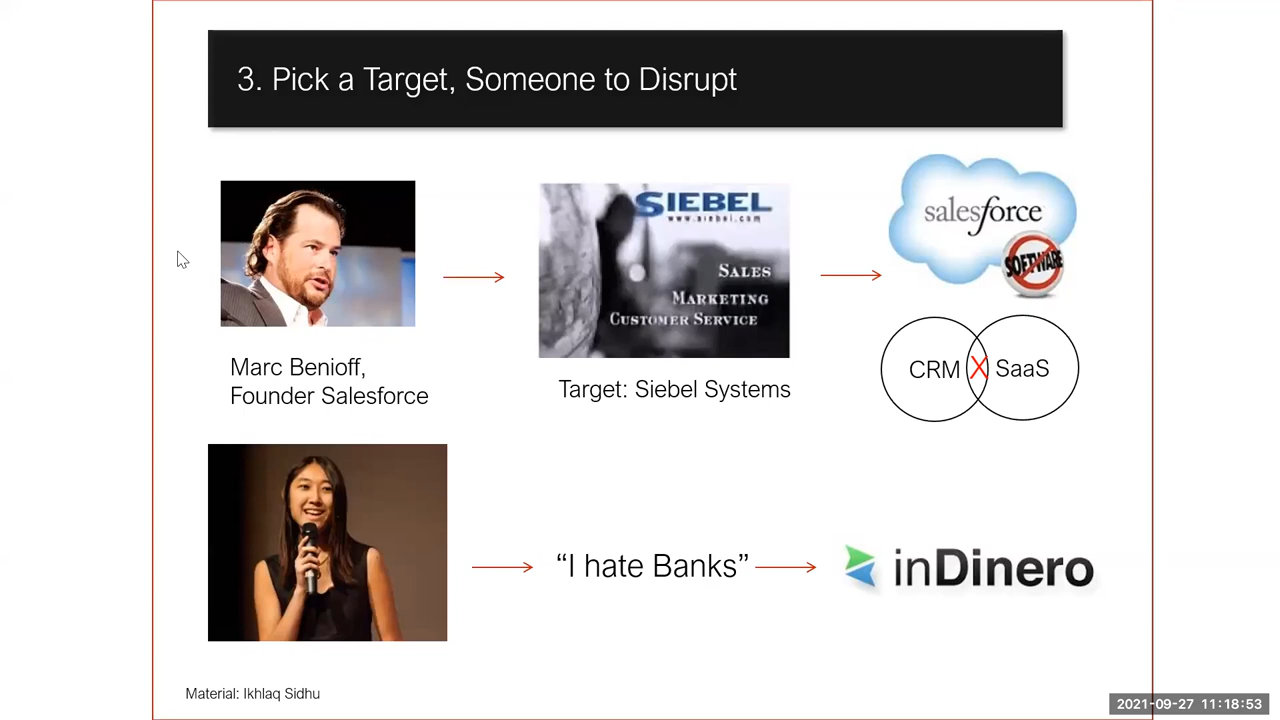 3. Pick a Target, Someone to Disrupt
SIEBEL
www.siebel.com
SALES
MARKETING
CUSTOMER SERVICE
salesforce
SOFTWARE
Marc Benioff,
Founder Salesforce
Target: Siebel Systems
CRM X SaaS
“I hate Banks”
inDinero
Material: Ikhlaq Sidhu
2021-09-27 11:18:53